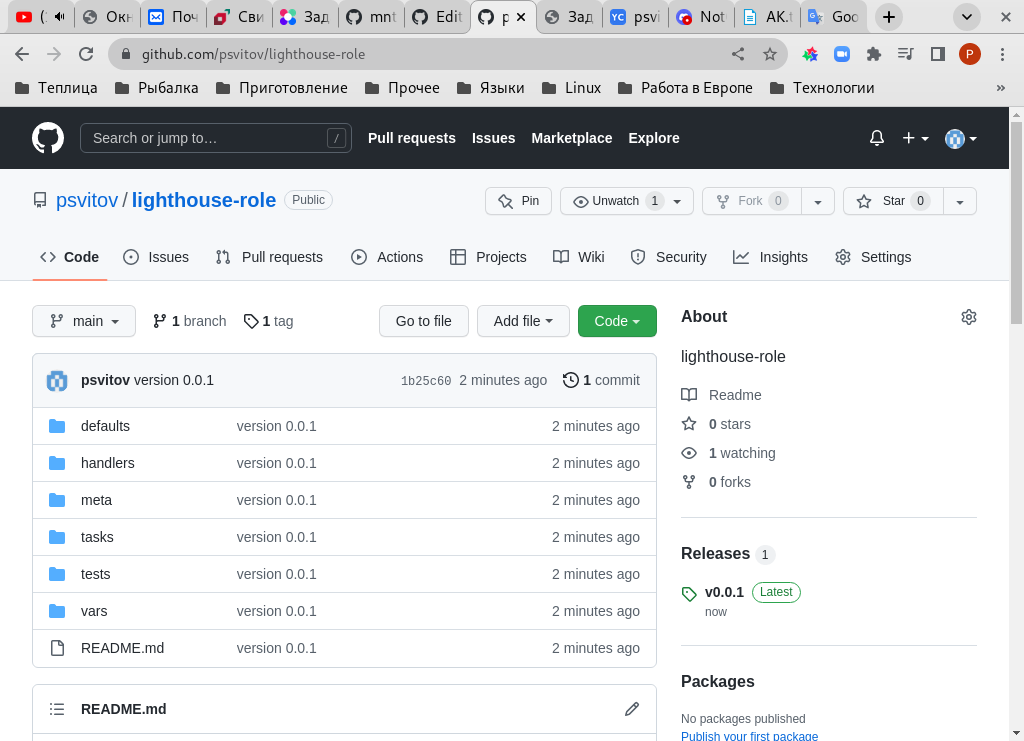 (
Окн
Поч
Сви
Зад
mnt
Edit
p
Зад
YC psvi
Not
AK.t
Goo
github.com/psvitov/lighthouse-role
P
Теплица
Рыбалка
Приготовление
Прочее
Языки
Linux
Работа в Европе
Технологии
»
Search or jump to… /
Pull requests
Issues
Marketplace
Explore
psvitov / lighthouse-role Public
Pin
Unwatch 1
Fork 0
Star 0
Code
Issues
Pull requests
Actions
Projects
Wiki
Security
Insights
Settings
main
1 branch
1 tag
Go to file
Add file
Code
psvitov version 0.0.1 1b25c60 2 minutes ago 1 commit
defaults version 0.0.1 2 minutes ago
handlers version 0.0.1 2 minutes ago
meta version 0.0.1 2 minutes ago
tasks version 0.0.1 2 minutes ago
tests version 0.0.1 2 minutes ago
vars version 0.0.1 2 minutes ago
README.md version 0.0.1 2 minutes ago
README.md
About
lighthouse-role
Readme
0 stars
1 watching
0 forks
Releases 1
v0.0.1 Latest
now
Packages
No packages published
Publish your first package